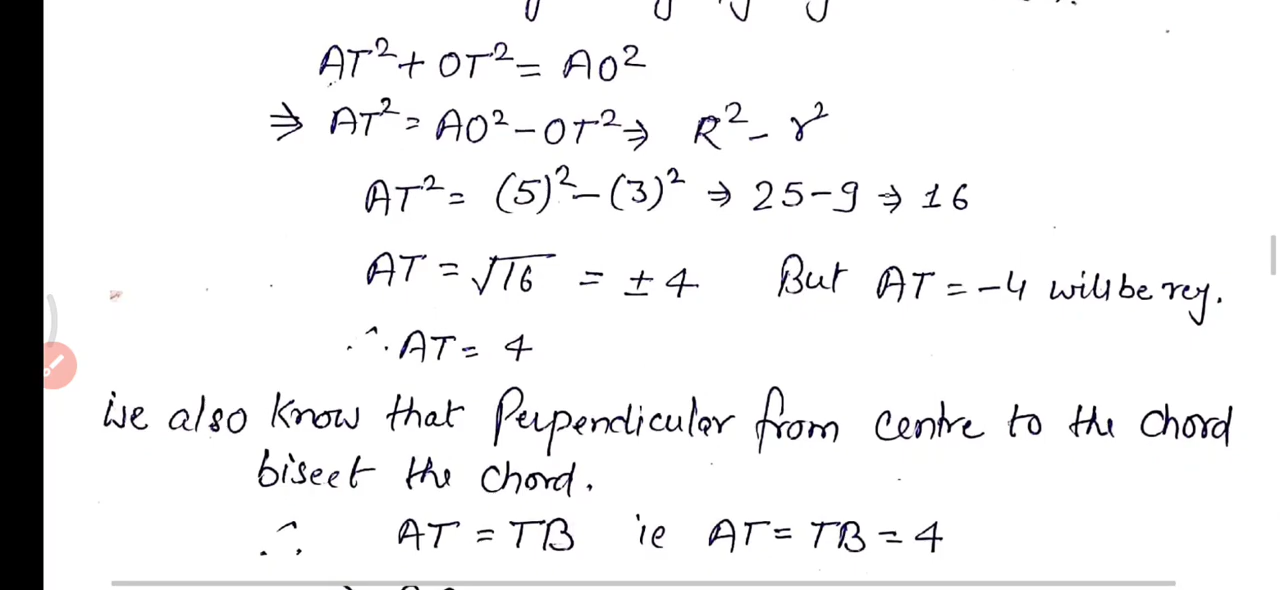 AT²+OT²= AO²
⇒ AT²= AO²-OT²⇒ R²-r²
AT²= (5)²-(3)² ⇒ 25-9 ⇒ 16
AT = √16 = ±4 But AT = -4 will be rej.
∴ AT= 4
we also know that Perpendicular from centre to the chord
bisect the chord.
∴ AT = TB ie AT = TB = 4